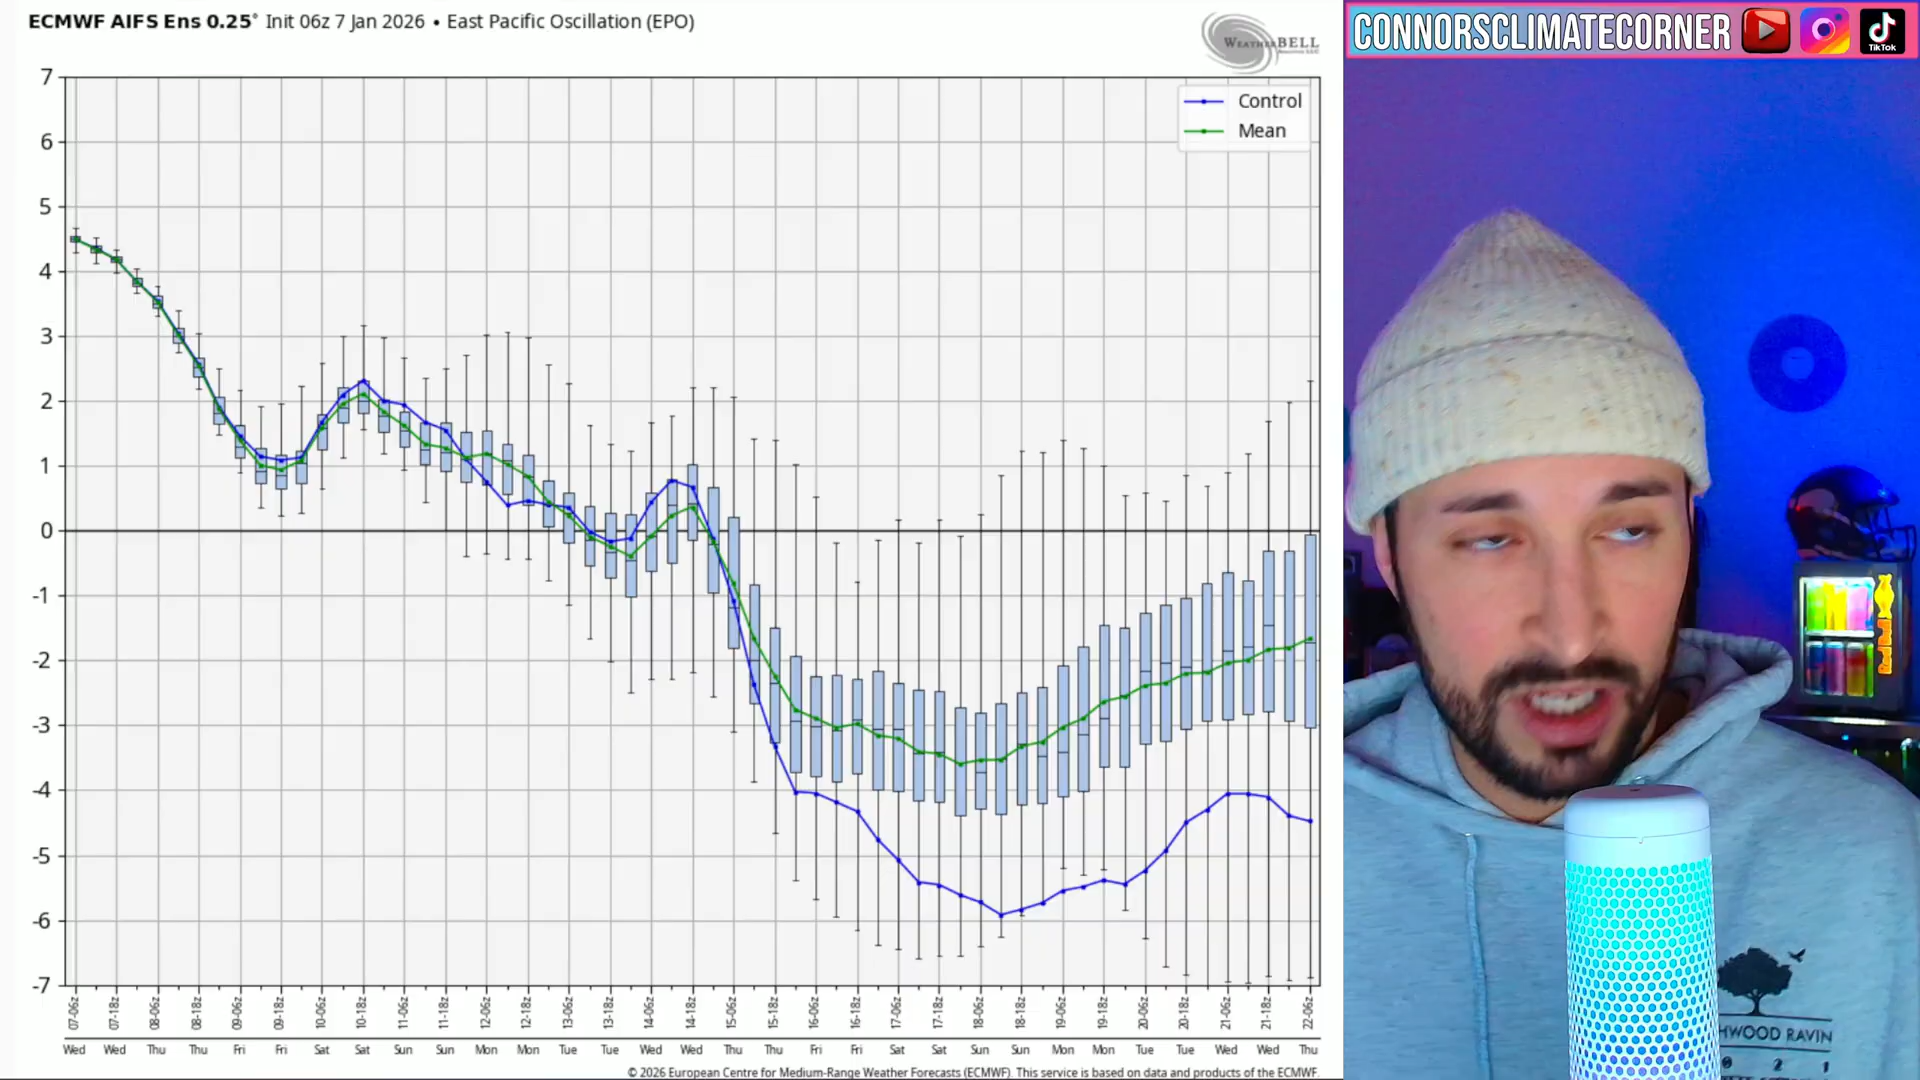 ECMWF AIFS Ens 0.25° Init 06z 7 Jan 2026 • East Pacific Oscillation (EPO)
WEATHERBELL
CONNORSCLIMATECORNER
TikTok
Control
Mean
7
6
5
4
3
2
1
0
-1
-2
-3
-4
-5
-6
-7
07-06z 07-18z 08-06z 08-18z 09-06z 09-18z 10-06z 10-18z 11-06z 11-18z 12-06z 12-18z 13-06z 13-18z 14-06z 14-18z 15-06z 15-18z 16-06z 16-18z 17-06z 17-18z 18-06z 18-18z 19-06z 19-18z 20-06z 20-18z 21-06z 21-18z 22-06z
Wed Wed Thu Thu Fri Fri Sat Sat Sun Sun Mon Mon Tue Tue Wed Wed Thu Thu Fri Fri Sat Sat Sun Sun Mon Mon Tue Tue Wed Wed Thu
© 2026 European Centre for Medium-Range Weather Forecasts (ECMWF). This service is based on data and products of the ECMWF.
Red Bull
HWOOD RAVIN
2 1